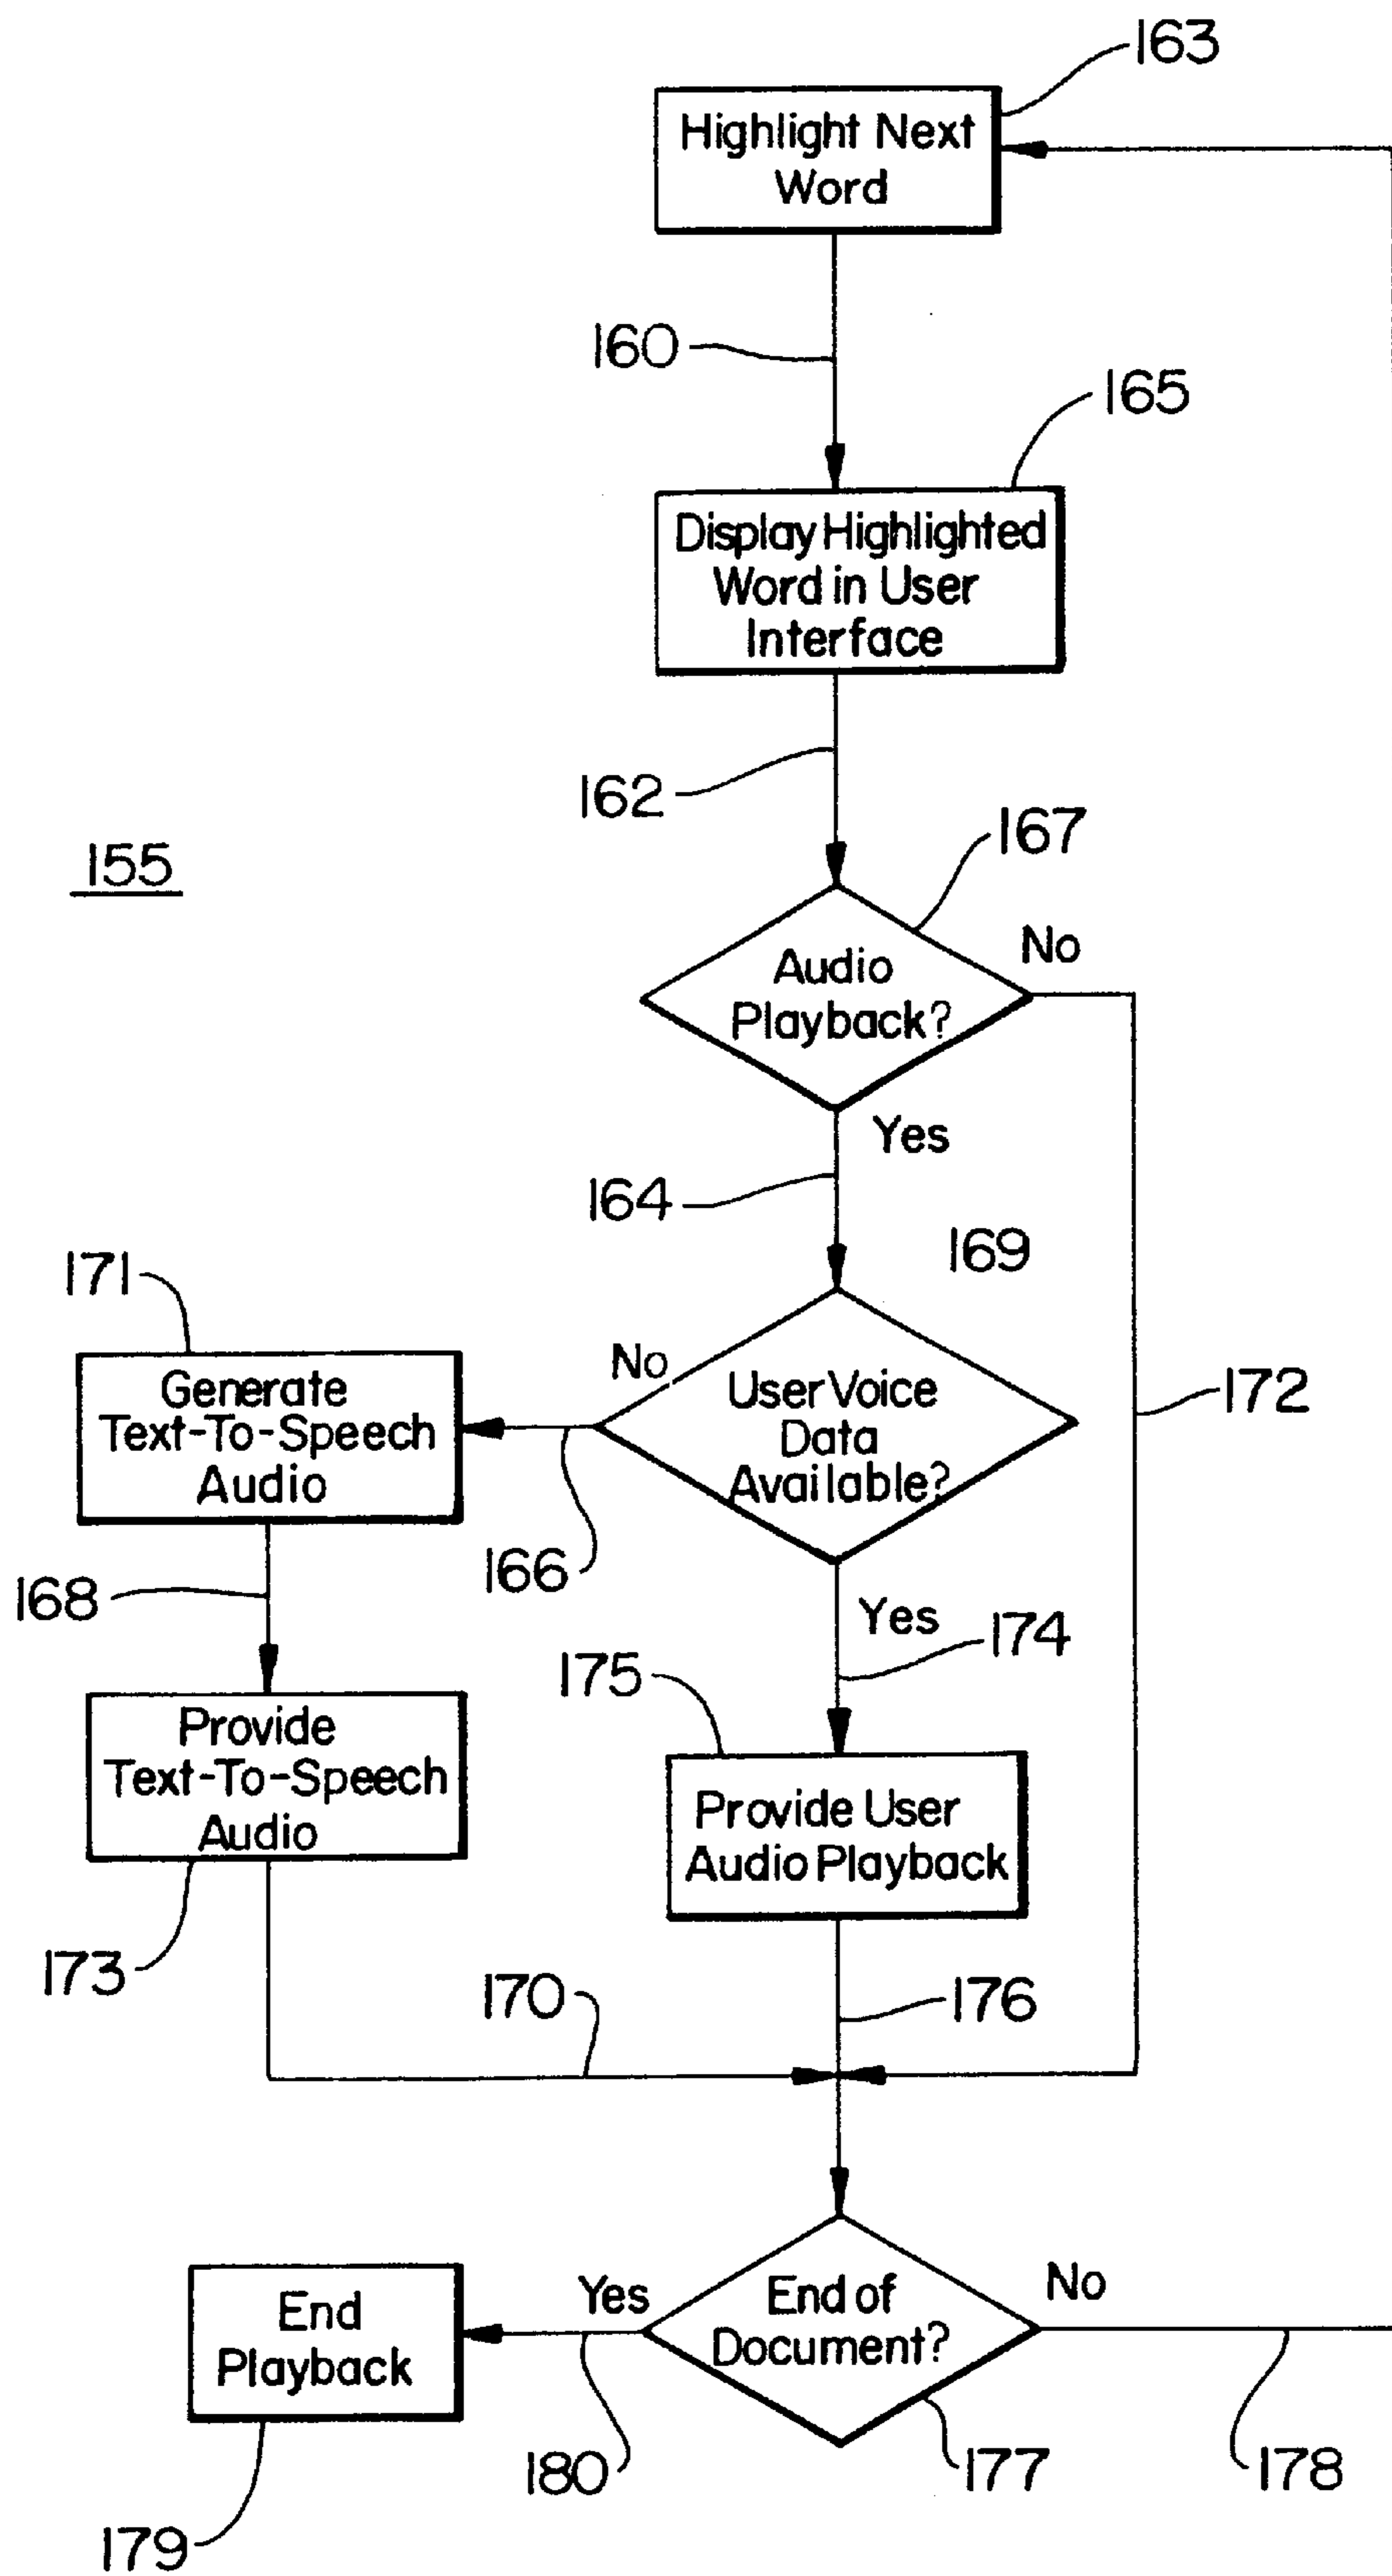 163
Highlight Next
Word
160
165
Display Highlighted
Word in User
Interface
162
155
167
No
Audio
Playback?
Yes
164
169
171
No
Generate
Text-To-Speech
Audio
User Voice
Data
Available?
172
166
168
Yes
174
175
Provide
Text-To-Speech
Audio
Provide User
Audio Playback
173
170
176
Yes
No
End
Playback
End of
Document?
180
177
178
179